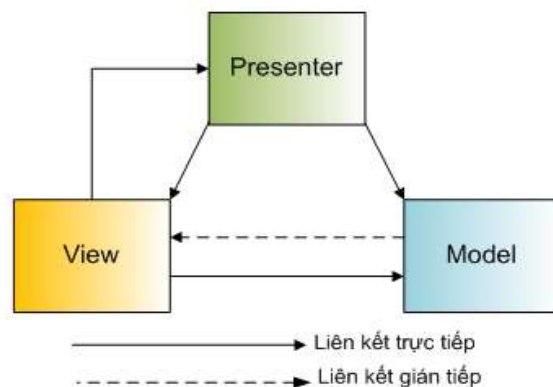 Presenter
View
Model
Liên kết trực tiếp
Liên kết gián tiếp